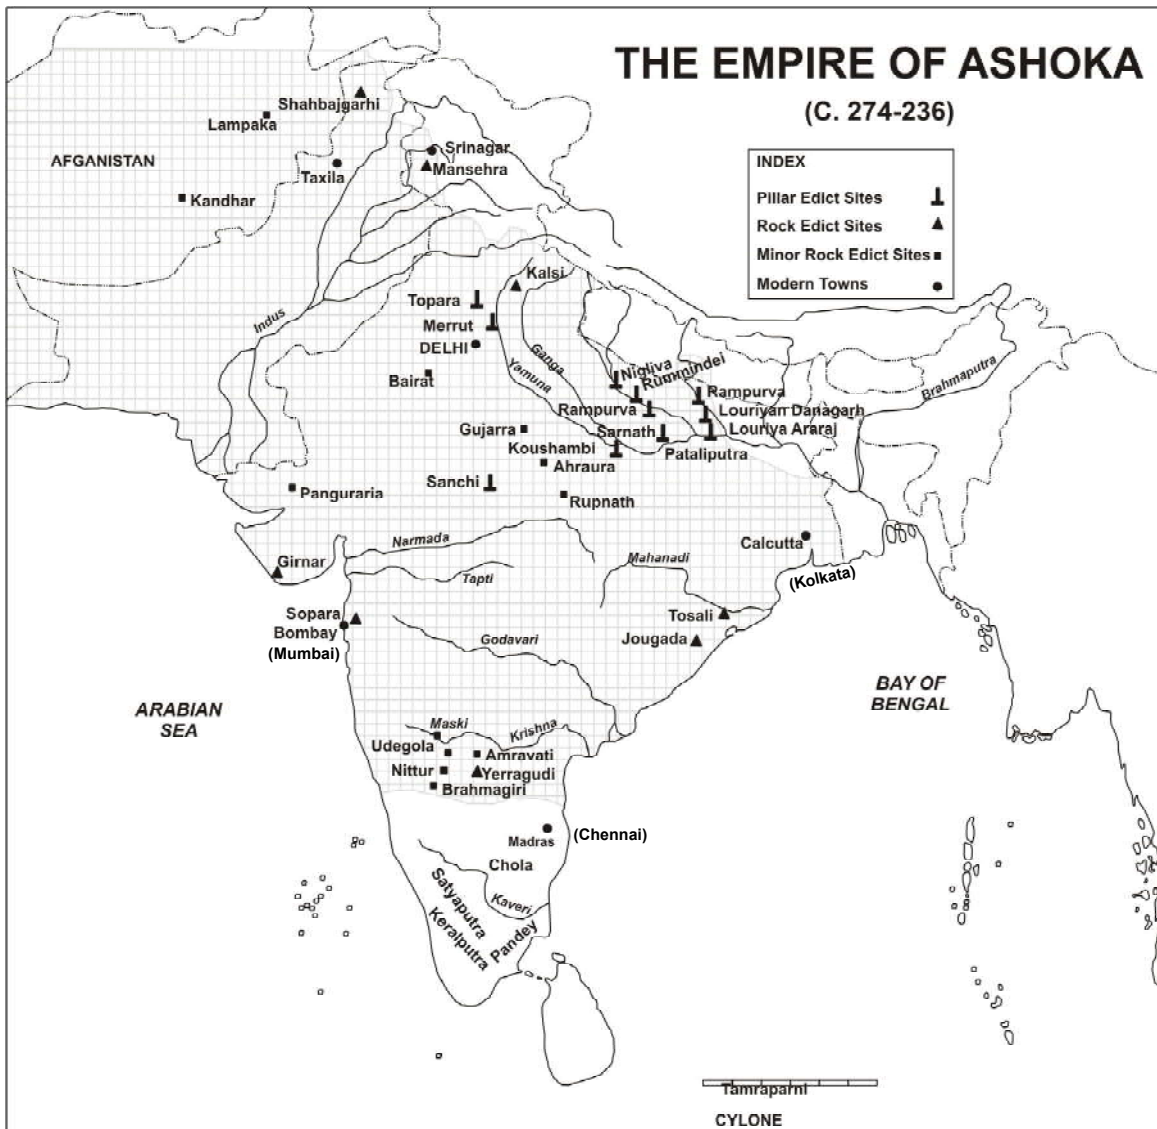 THE EMPIRE OF ASHOKA
(C. 274-236)
INDEX
Pillar Edict Sites
Rock Edict Sites
Minor Rock Edict Sites
Modern Towns
Shahbajgarhi
Lampaka
AFGANISTAN
Taxila
Srinagar
Mansehra
Kandhar
Kalsi
Topara
Indus
Merrut
DELHI
Bairat
Ganga
Yamuna
Nigliva
Rummindei
Rampurva
Rampurva
Louriyan Danagarh
Louriya Araraj
Brahmaputra
Gujarra
Sarnath
Koushambi
Pataliputra
Ahraura
Sanchi
Panguraria
Rupnath
Narmada
Calcutta
(Kolkata)
Mahanadi
Girnar
Tapti
Sopara
Bombay
(Mumbai)
Tosali
Jougada
Godavari
ARABIAN
SEA
BAY OF
BENGAL
Maski
Krishna
Udegola
Amravati
Nittur
Yerragudi
Brahmagiri
Madras
(Chennai)
Chola
Satyaputra
Keralputra
Kaveri
Pandey
Tamraparni
CYLONE